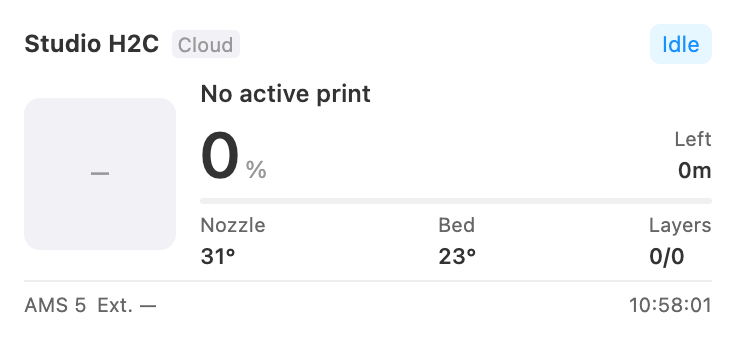 Studio H2C Cloud Idle
No active print
—
0 %
Left
0m
Nozzle Bed Layers
31° 23° 0/0
AMS 5 Ext. — 10:58:01